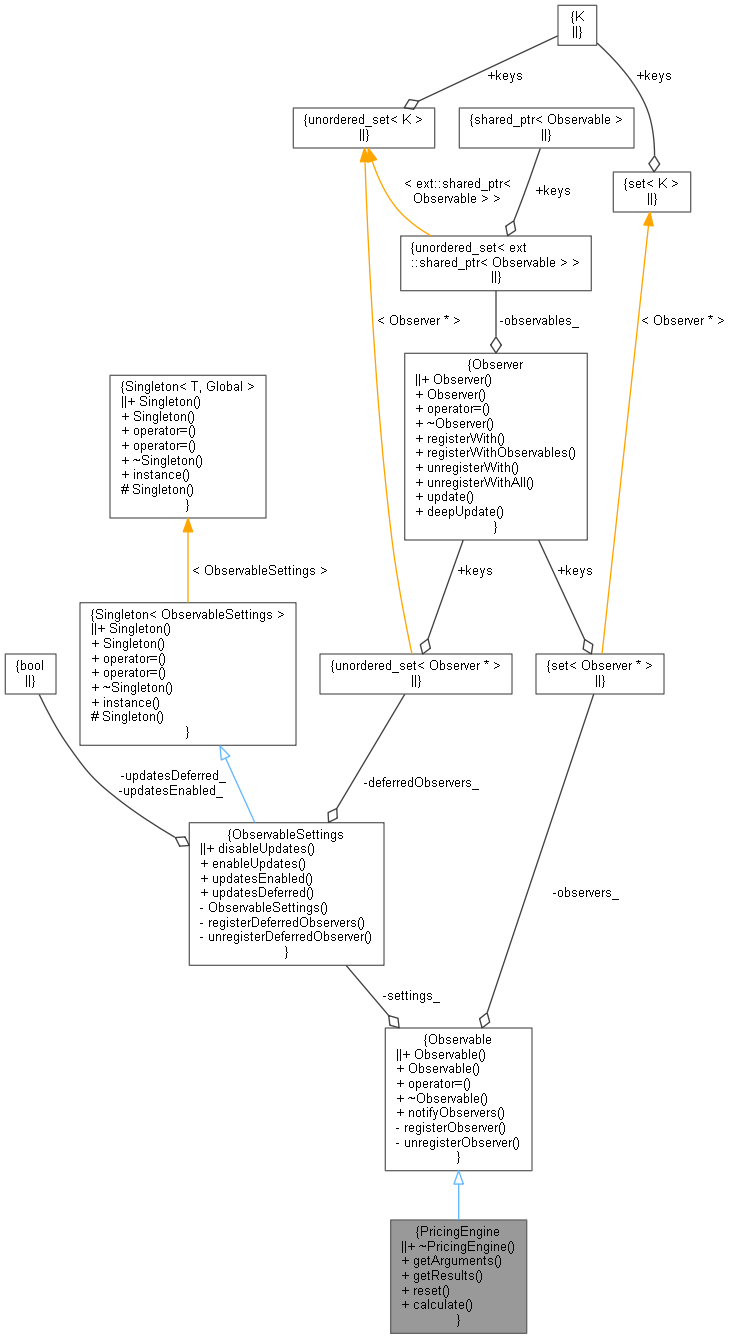 {K
||}
+keys
+keys
{unordered_set< K >
||}
{shared_ptr< Observable >
||}
{set< K >
||}
< ext::shared_ptr<
Observable > >
+keys
{unordered_set< ext
::shared_ptr< Observable > >
||}
< Observer * >
-observables_
< Observer * >
{Observer
||+ Observer()
+ Observer()
+ operator=()
+ ~Observer()
+ registerWith()
+ registerWithObservables()
+ unregisterWith()
+ unregisterWithAll()
+ update()
+ deepUpdate()
}
{Singleton< T, Global >
||+ Singleton()
+ Singleton()
+ operator=()
+ operator=()
+ ~Singleton()
+ instance()
# Singleton()
}
< ObservableSettings >
+keys
+keys
{Singleton< ObservableSettings >
||+ Singleton()
+ Singleton()
+ operator=()
+ operator=()
+ ~Singleton()
+ instance()
# Singleton()
}
{bool
||}
{unordered_set< Observer * >
||}
{set< Observer * >
||}
-updatesDeferred_
-updatesEnabled_
-deferredObservers_
{ObservableSettings
||+ disableUpdates()
+ enableUpdates()
+ updatesEnabled()
+ updatesDeferred()
- ObservableSettings()
- registerDeferredObservers()
- unregisterDeferredObserver()
}
-observers_
-settings_
{Observable
||+ Observable()
+ Observable()
+ operator=()
+ ~Observable()
+ notifyObservers()
- registerObserver()
- unregisterObserver()
}
{PricingEngine
||+ ~PricingEngine()
+ getArguments()
+ getResults()
+ reset()
+ calculate()
}